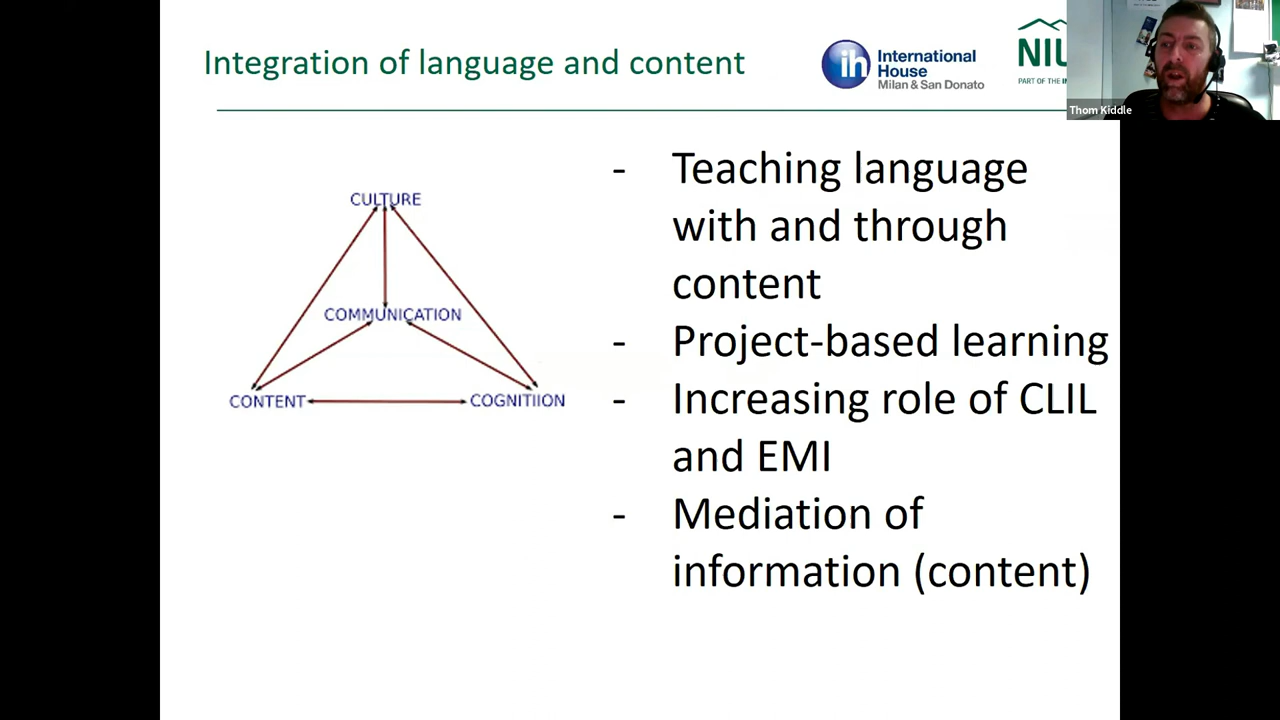 Integration of language and content
ih International
House
Milan & San Donato
PART OF THE
Thom Kiddle
CULTURE
COMMUNICATION
CONTENT
COGNITIION
- Teaching language
with and through
content
- Project-based learning
- Increasing role of CLIL
and EMI
- Mediation of
information (content)